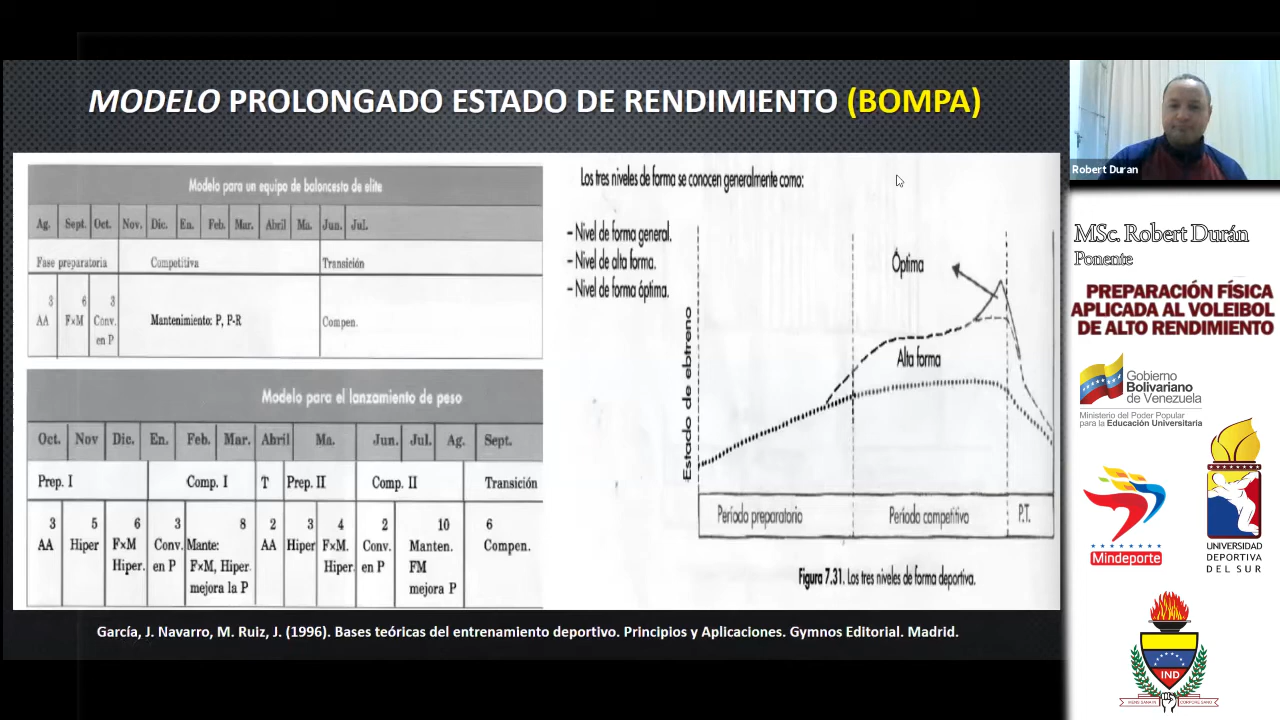 MODELO PROLONGADO ESTADO DE RENDIMIENTO (BOMPA)
Modelo para un equipo de baloncesto de elite
Ag. Sept. Oct. Nov. Dic. En. Feb. Mar. Abril Ma. Jun. Jul.
Fase preparatoria Competitiva Transición
3 6 3
AA F×M Conv. Mantenimiento: P, P-R Compen.
en P
Modelo para el lanzamiento de peso
Oct. Nov Dic. En. Feb. Mar. Abril Ma. Jun. Jul. Ag. Sept.
Prep. I Comp. I T Prep. II Comp. II Transición
3 5 6 3 8 2 3 4 2 10 6
AA Hiper F×M Conv. Mante: AA Hiper F×M. Conv. Manten. Compen.
Hiper. en P F×M, Hiper Hiper. en P FM
mejora la P mejora P
Los tres niveles de forma se conocen generalmente como:
– Nivel de forma general.
– Nivel de alta forma.
– Nivel de forma óptima.
Estado de ebtreno
Óptima
Alta forma
Período preparatorio Período competitivo P.T.
Figura 7.31. Los tres niveles de forma deportiva.
García, J. Navarro, M. Ruiz, J. (1996). Bases teóricas del entrenamiento deportivo. Principios y Aplicaciones. Gymnos Editorial. Madrid.
Robert Duran
MSc. Robert Durán
Ponente
PREPARACIÓN FÍSICA
APLICADA AL VOLEIBOL
DE ALTO RENDIMIENTO
Gobierno
Bolivariano
de Venezuela
Ministerio del Poder Popular
para la Educación Universitaria
Mindeporte
UNIVERSIDAD
DEPORTIVA
DEL SUR
IND
MENS SANA IN CORPORE SANO